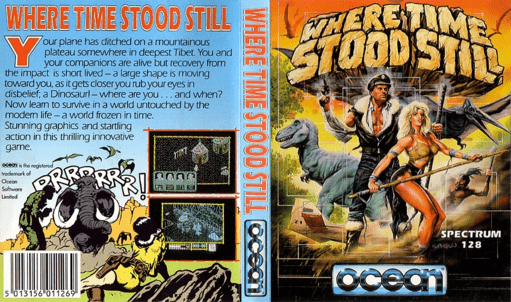 WHERE TIME STOOD STILL
Your plane has ditched on a mountainous
plateau somewhere in deepest Tibet. You and
your companions are alive but recovery from
the impact is short lived – a large shape is moving
toward you, as it gets closer you rub your eyes in
disbelief, a Dinosaur! – where are you . . . and when?
Now learn to survive in a world untouched by the
modern life – a world frozen in time.
Stunning graphics and startling
action in this thrilling innovative
game.
ocean is the registered
trademark of
Ocean
Software
Limited
RRRRRRR!
5 013156 011269
WHERE TIME STOOD STILL
ocean
WHERE TIME
STOOD STILL
SPECTRUM
128
ocean